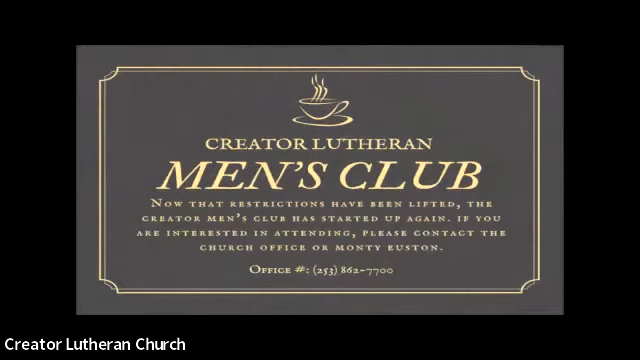 CREATOR LUTHERAN
MEN'S CLUB
NOW THAT RESTRICTIONS HAVE BEEN LIFTED, THE
CREATOR MEN'S CLUB HAS STARTED UP AGAIN. IF YOU
ARE INTERESTED IN ATTENDING, PLEASE CONTACT THE
CHURCH OFFICE OR MONTY EUSTON.
OFFICE #: (253) 862-7700
Creator Lutheran Church